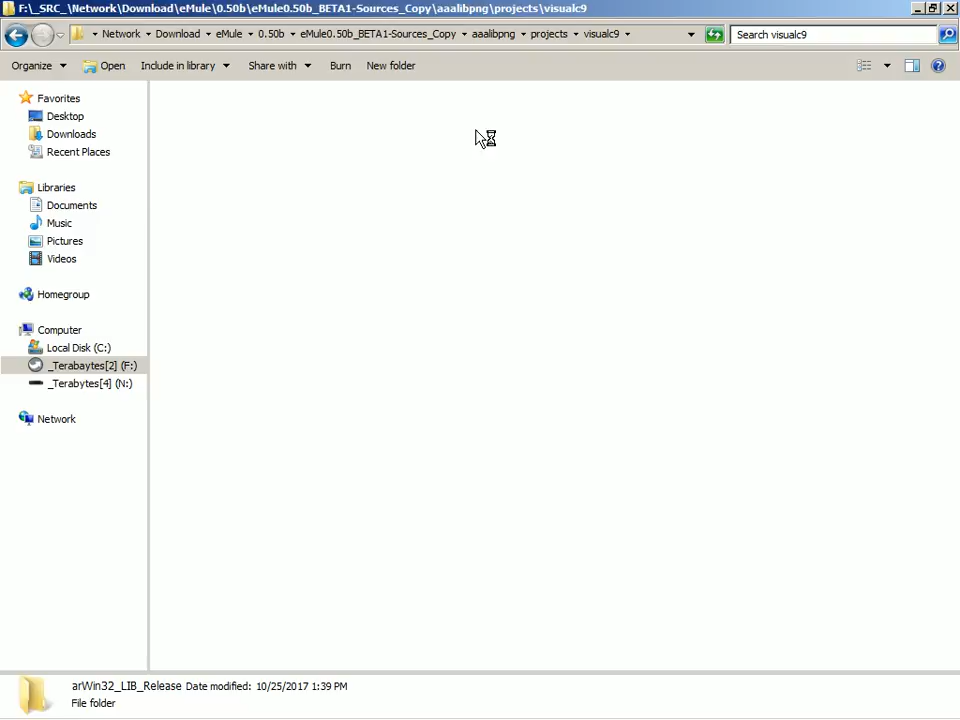 F:\_SRC_\Network\Download\eMule\0.50b\eMule0.50b_BETA1-Sources_Copy\aaalibpng\projects\visualc9
Network Download eMule 0.50b eMule0.50b_BETA1-Sources_Copy aaalibpng projects visualc9 Search visualc9
Organize Open Include in library Share with Burn New folder
Favorites
Desktop
Downloads
Recent Places
Libraries
Documents
Music
Pictures
Videos
Homegroup
Computer
Local Disk (C:)
_Terabaytes[2] (F:)
_Terabytes[4] (N:)
Network
arWin32_LIB_Release Date modified: 10/25/2017 1:39 PM
File folder